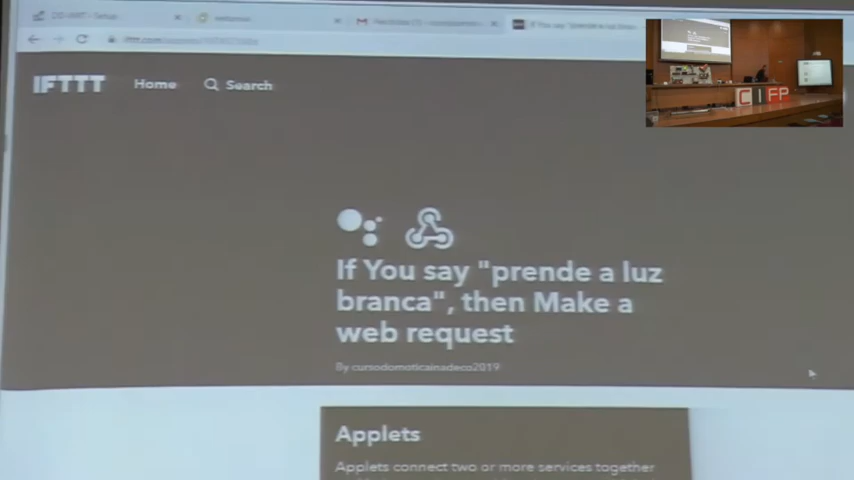 IFTTT Home Search
CIFP
If You say "prende a luz
branca", then Make a
web request
By cursodomoticainadeco2019
Applets
Applets connect two or more services together